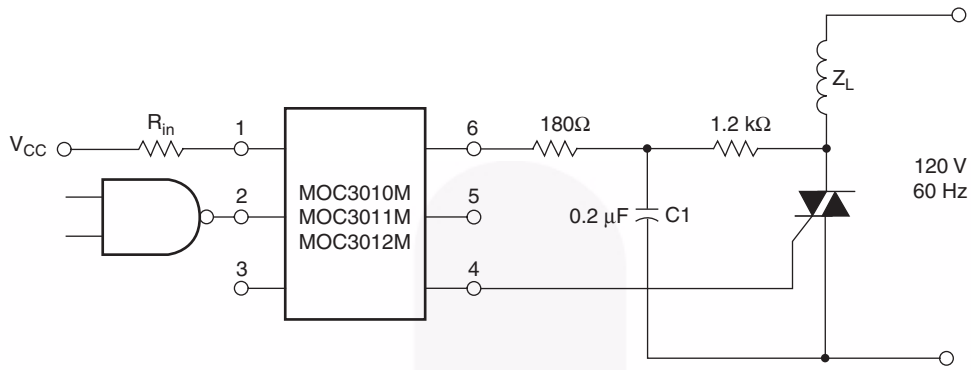 Z_L
180Ω
1.2 kΩ
R_in
1
6
V_CC
120 V
60 Hz
MOC3010M
MOC3011M
MOC3012M
2
5
0.2 µF
C1
3
4